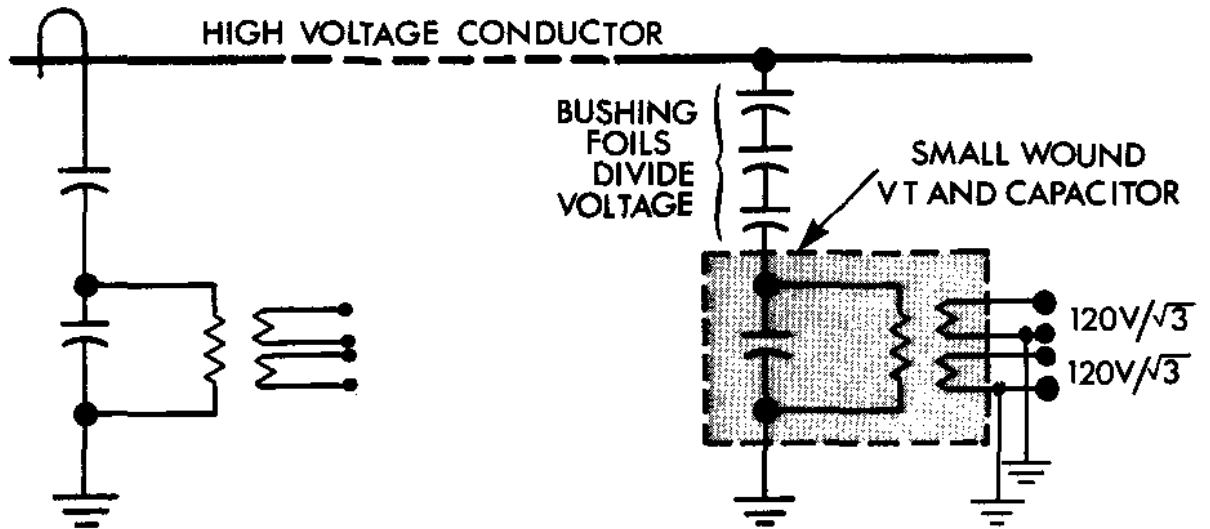 HIGH VOLTAGE CONDUCTOR
BUSHING
FOILS
DIVIDE
VOLTAGE
SMALL WOUND
VT AND CAPACITOR
120V/√3
120V/√3